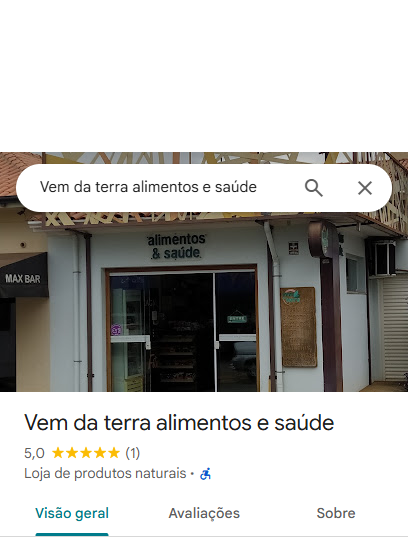 Vem da terra alimentos e saúde
alimentos
& saúde
MAX BAR
Vem da terra alimentos e saúde
5,0 (1)
Loja de produtos naturais ·
Visão geral
Avaliações
Sobre